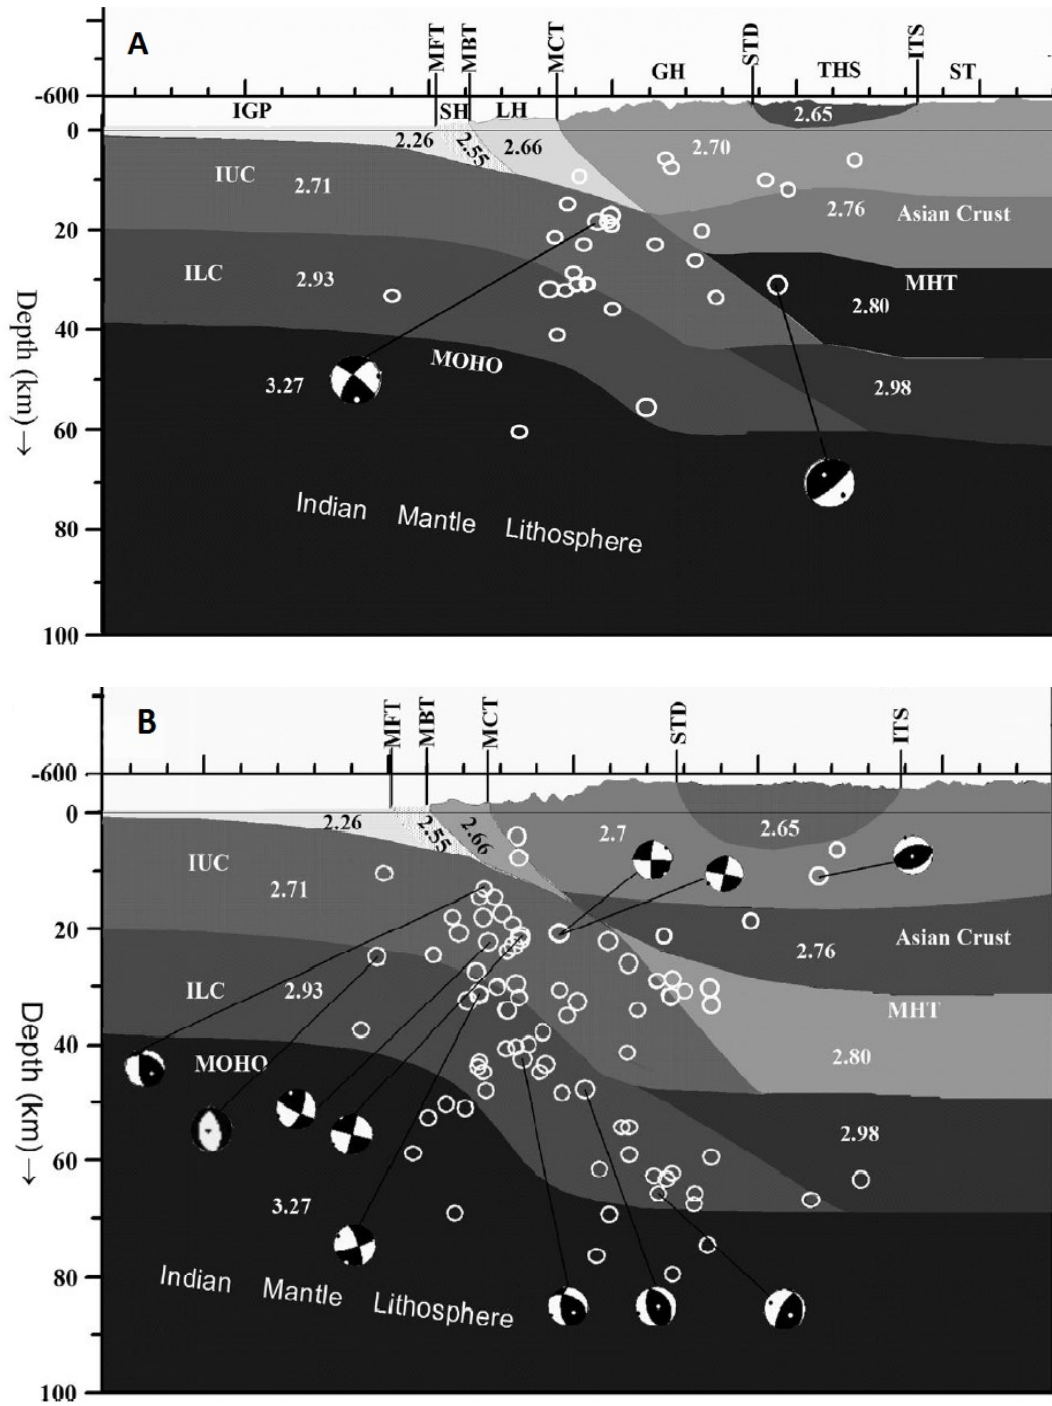 A
MFT
MBT
MCT
STD
ITS
GH
THS
ST
-600
IGP
SH
LH
2.65
0
2.26
2.55
2.66
2.70
IUC
2.71
20
2.76
Asian Crust
ILC
2.93
MHT
2.80
40
MOHO
3.27
2.98
60
Indian Mantle Lithosphere
80
100
Depth (km) →
B
MFT
MBT
MCT
STD
ITS
-600
0
2.26
2.55
2.66
2.7
2.65
IUC
2.71
20
Asian Crust
2.76
ILC
2.93
MHT
40
MOHO
2.80
2.98
60
3.27
80
Indian Mantle Lithosphere
100
Depth (km) →